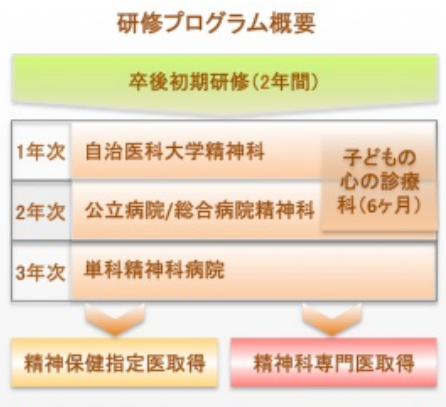 研修プログラム概要
卒後初期研修(2年間)
1年次 自治医科大学精神科
子どもの
心の診療
科(6ヶ月)
2年次 公立病院/総合病院精神科
3年次 単科精神科病院
精神保健指定医取得
精神科専門医取得